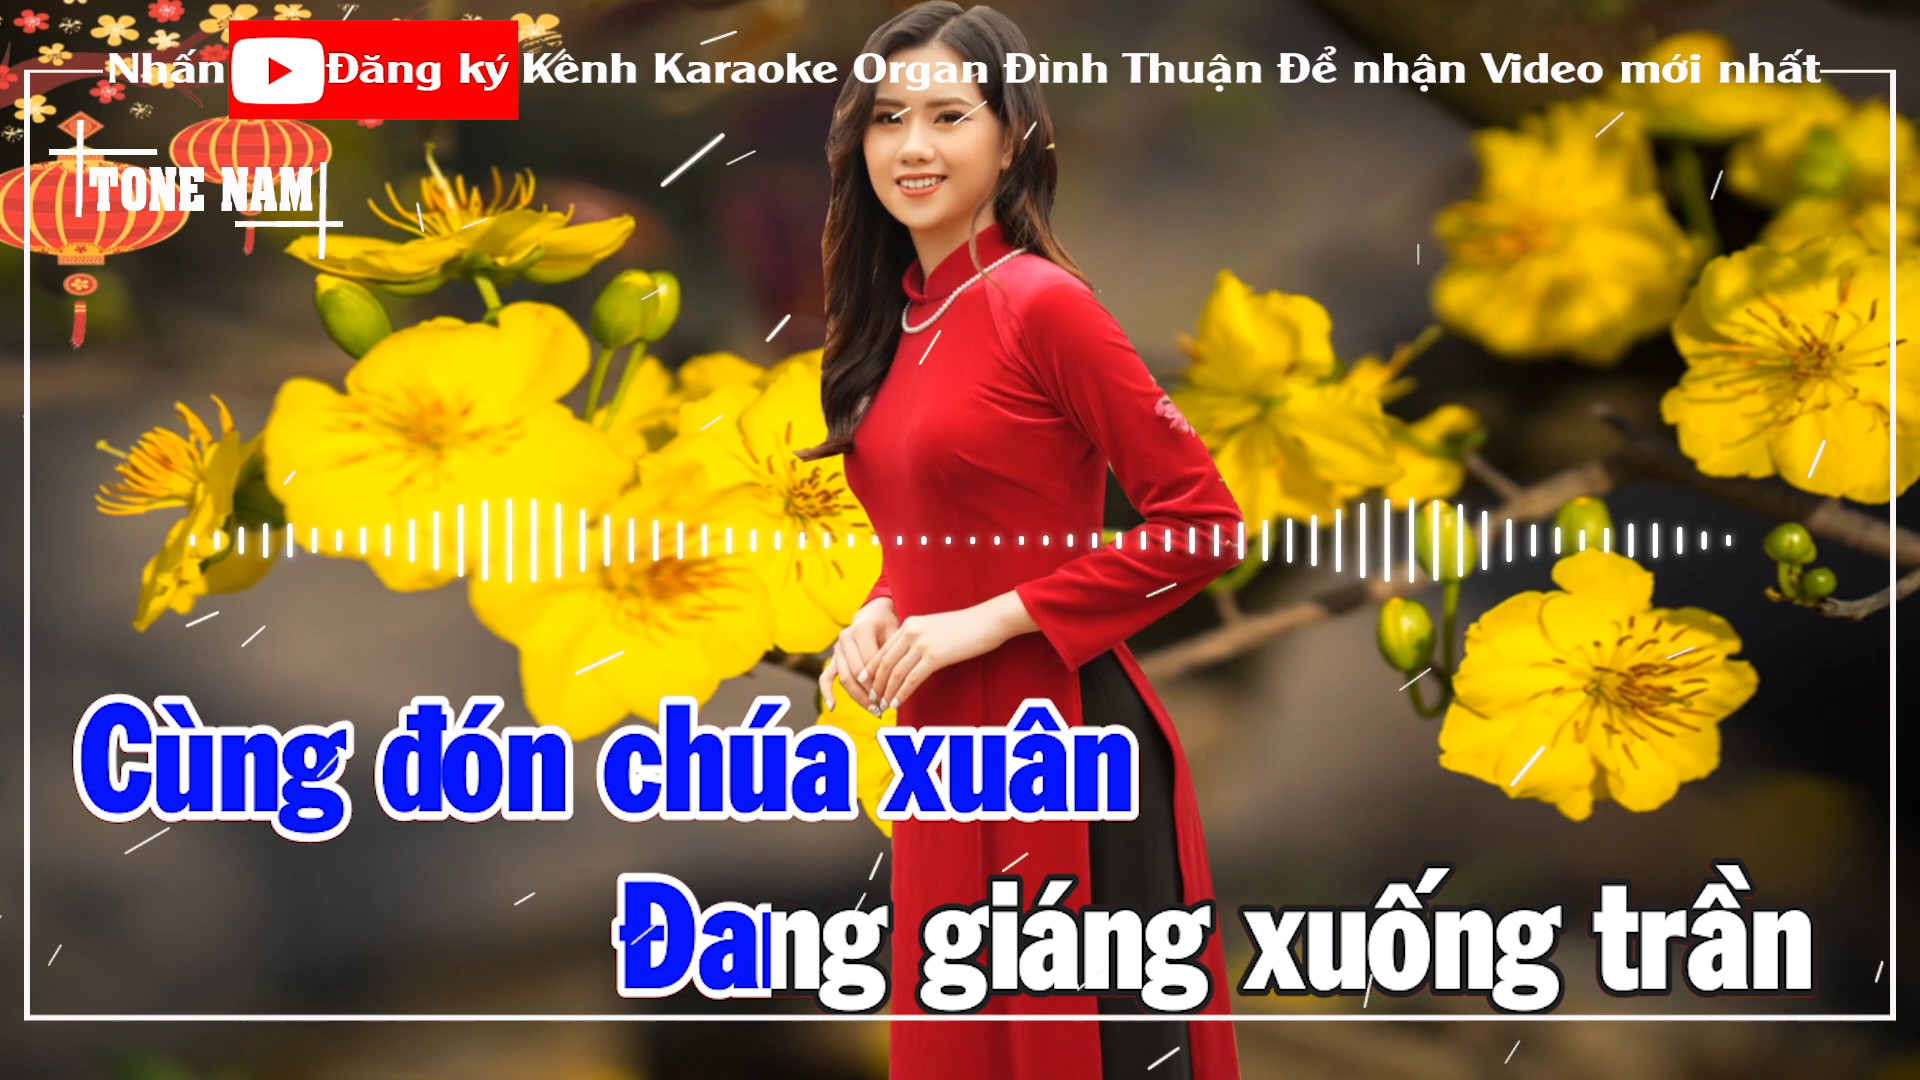 Nhấn Đăng ký Kênh Karaoke Organ Đình Thuận Để nhận Video mới nhất
TONE NAM
Cùng đón chúa xuân
Đang giáng xuống trần